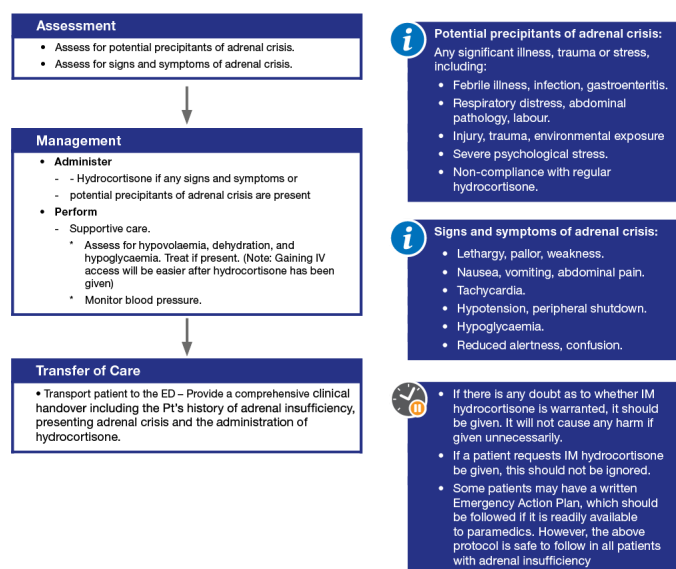 Assessment
• Assess for potential precipitants of adrenal crisis.
• Assess for signs and symptoms of adrenal crisis.
Management
• Administer
- - Hydrocortisone if any signs and symptoms or
- potential precipitants of adrenal crisis are present
• Perform
- Supportive care.
* Assess for hypovolaemia, dehydration, and
hypoglycaemia. Treat if present. (Note: Gaining IV
access will be easier after hydrocortisone has been
given)
* Monitor blood pressure.
Transfer of Care
• Transport patient to the ED – Provide a comprehensive clinical
handover including the Pt's history of adrenal insufficiency,
presenting adrenal crisis and the administration of
hydrocortisone.
i
Potential precipitants of adrenal crisis:
Any significant illness, trauma or stress,
including:
• Febrile illness, infection, gastroenteritis.
• Respiratory distress, abdominal
pathology, labour.
• Injury, trauma, environmental exposure
• Severe psychological stress.
• Non-compliance with regular
hydrocortisone.
i
Signs and symptoms of adrenal crisis:
• Lethargy, pallor, weakness.
• Nausea, vomiting, abdominal pain.
• Tachycardia.
• Hypotension, peripheral shutdown.
• Hypoglycaemia.
• Reduced alertness, confusion.
• If there is any doubt as to whether IM
hydrocortisone is warranted, it should
be given. It will not cause any harm if
given unnecessarily.
• If a patient requests IM hydrocortisone
be given, this should not be ignored.
• Some patients may have a written
Emergency Action Plan, which should
be followed if it is readily available
to paramedics. However, the above
protocol is safe to follow in all patients
with adrenal insufficiency